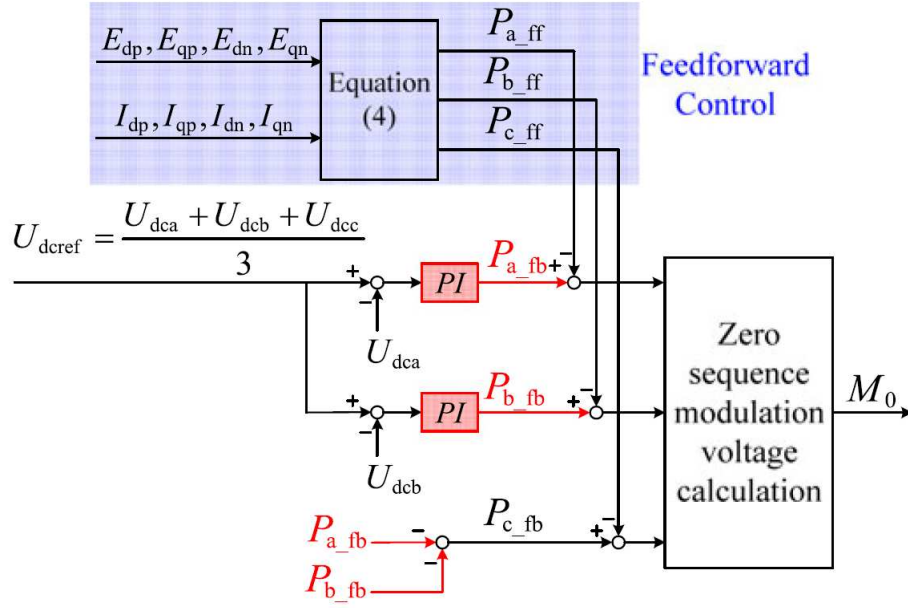 E_dp, E_qp, E_dn, E_qn
I_dp, I_qp, I_dn, I_qn
Equation
(4)
P_a_ff
P_b_ff
P_c_ff
Feedforward
Control
U_dcref = (U_dca + U_dcb + U_dcc) / 3
+
-
PI
P_a_fb
+
-
U_dca
+
-
PI
P_b_fb
+
-
U_dcb
P_a_fb
-
P_b_fb
-
P_c_fb
+
-
Zero
sequence
modulation
voltage
calculation
M_0